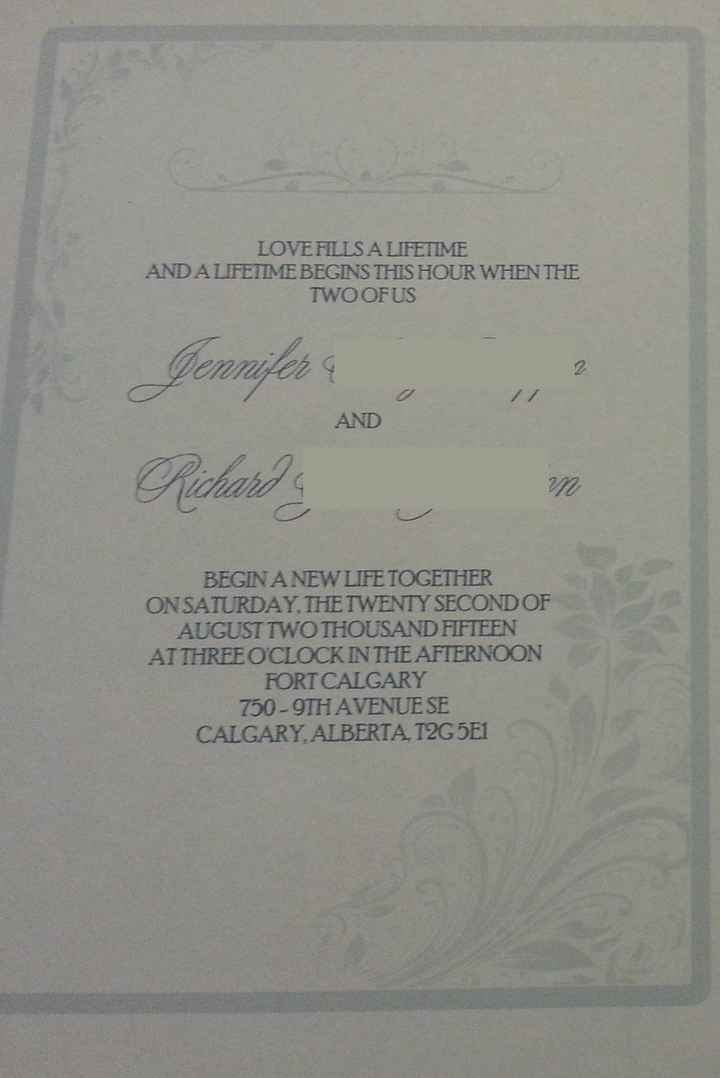 LOVE FILLS A LIFETIME
AND A LIFETIME BEGINS THIS HOUR WHEN THE
TWO OF US
Jennifer
AND
Richard
BEGIN A NEW LIFE TOGETHER
ON SATURDAY, THE TWENTY SECOND OF
AUGUST TWO THOUSAND FIFTEEN
AT THREE O'CLOCK IN THE AFTERNOON
FORT CALGARY
750 - 9TH AVENUE SE
CALGARY, ALBERTA, T2G 5E1